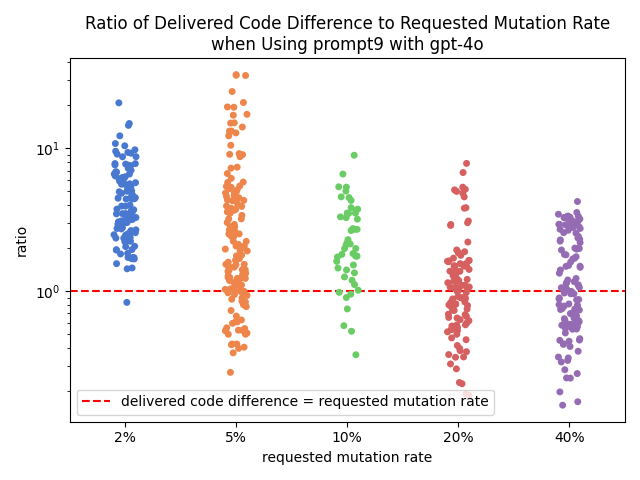 Ratio of Delivered Code Difference to Requested Mutation Rate
when Using prompt9 with gpt-4o
ratio
10¹
10⁰
delivered code difference = requested mutation rate
2% 5% 10% 20% 40%
requested mutation rate